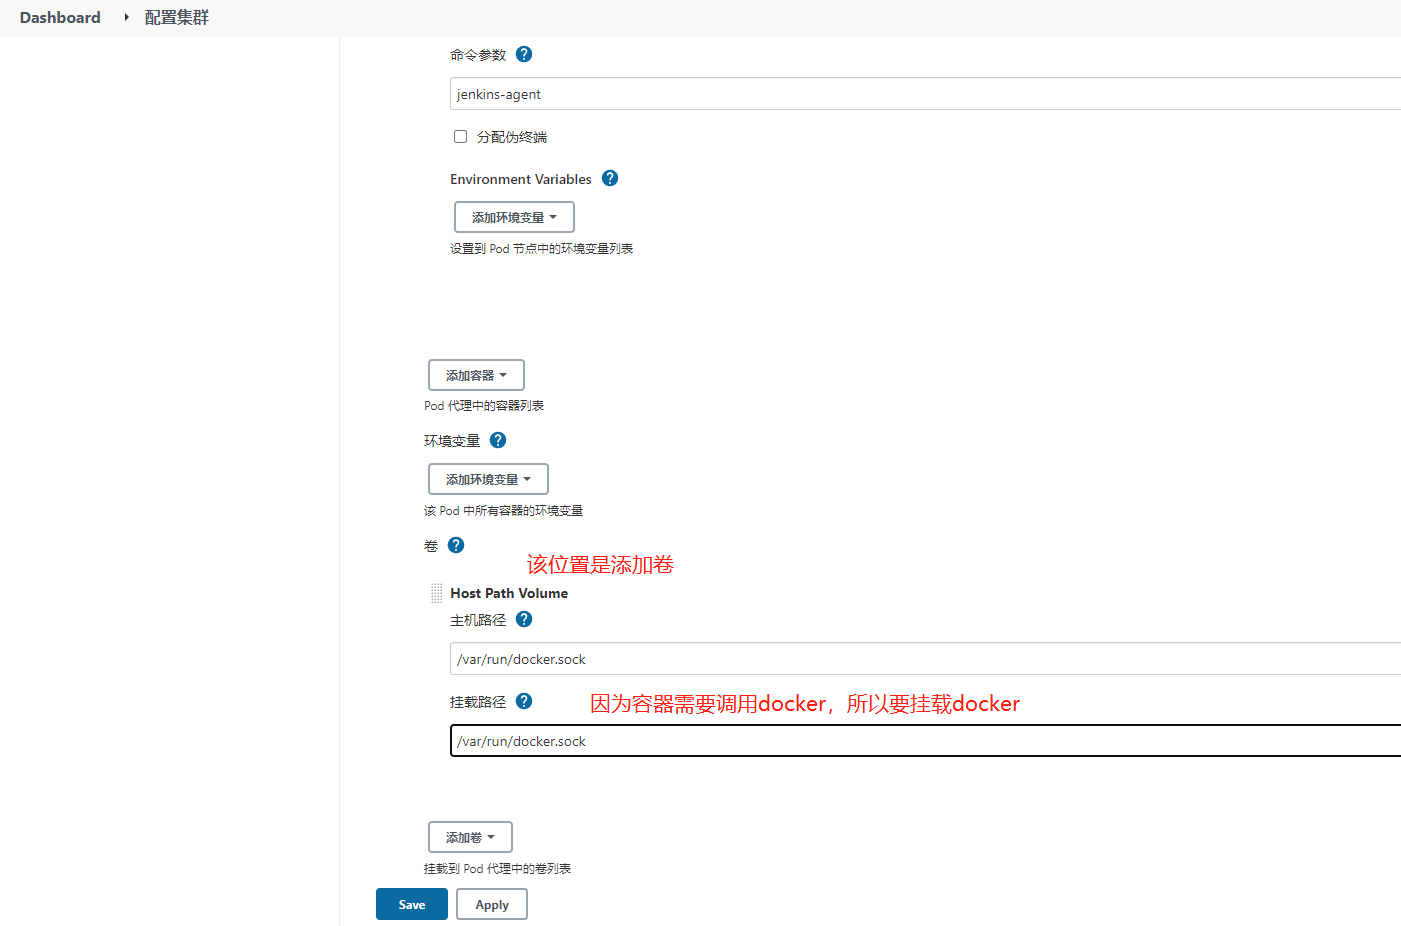 Dashboard 配置集群
命令参数
jenkins-agent
分配伪终端
Environment Variables
添加环境变量
设置到 Pod 节点中的环境变量列表
添加容器
Pod 代理中的容器列表
环境变量
添加环境变量
该 Pod 中所有容器的环境变量
卷
该位置是添加卷
Host Path Volume
主机路径
/var/run/docker.sock
挂载路径
因为容器需要调用docker，所以要挂载docker
/var/run/docker.sock
添加卷
挂载到 Pod 代理中的卷列表
Save Apply